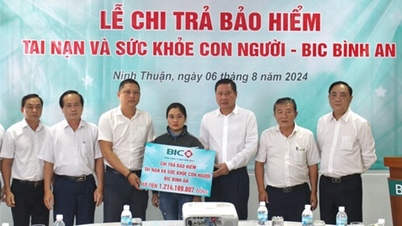 LỄ CHI TRẢ BẢO HIỂM
TAI NẠN VÀ SỨC KHỎE CON NGƯỜI - BIC BÌNH AN
Ninh Thuận, ngày 06 tháng 8 năm 2024
BIC
CHI TRẢ BẢO HIỂM
TAI NẠN VÀ SỨC KHỎE CON NGƯỜI
BIC BÌNH AN
SỐ TIỀN 1.214.189.807 ĐỒNG